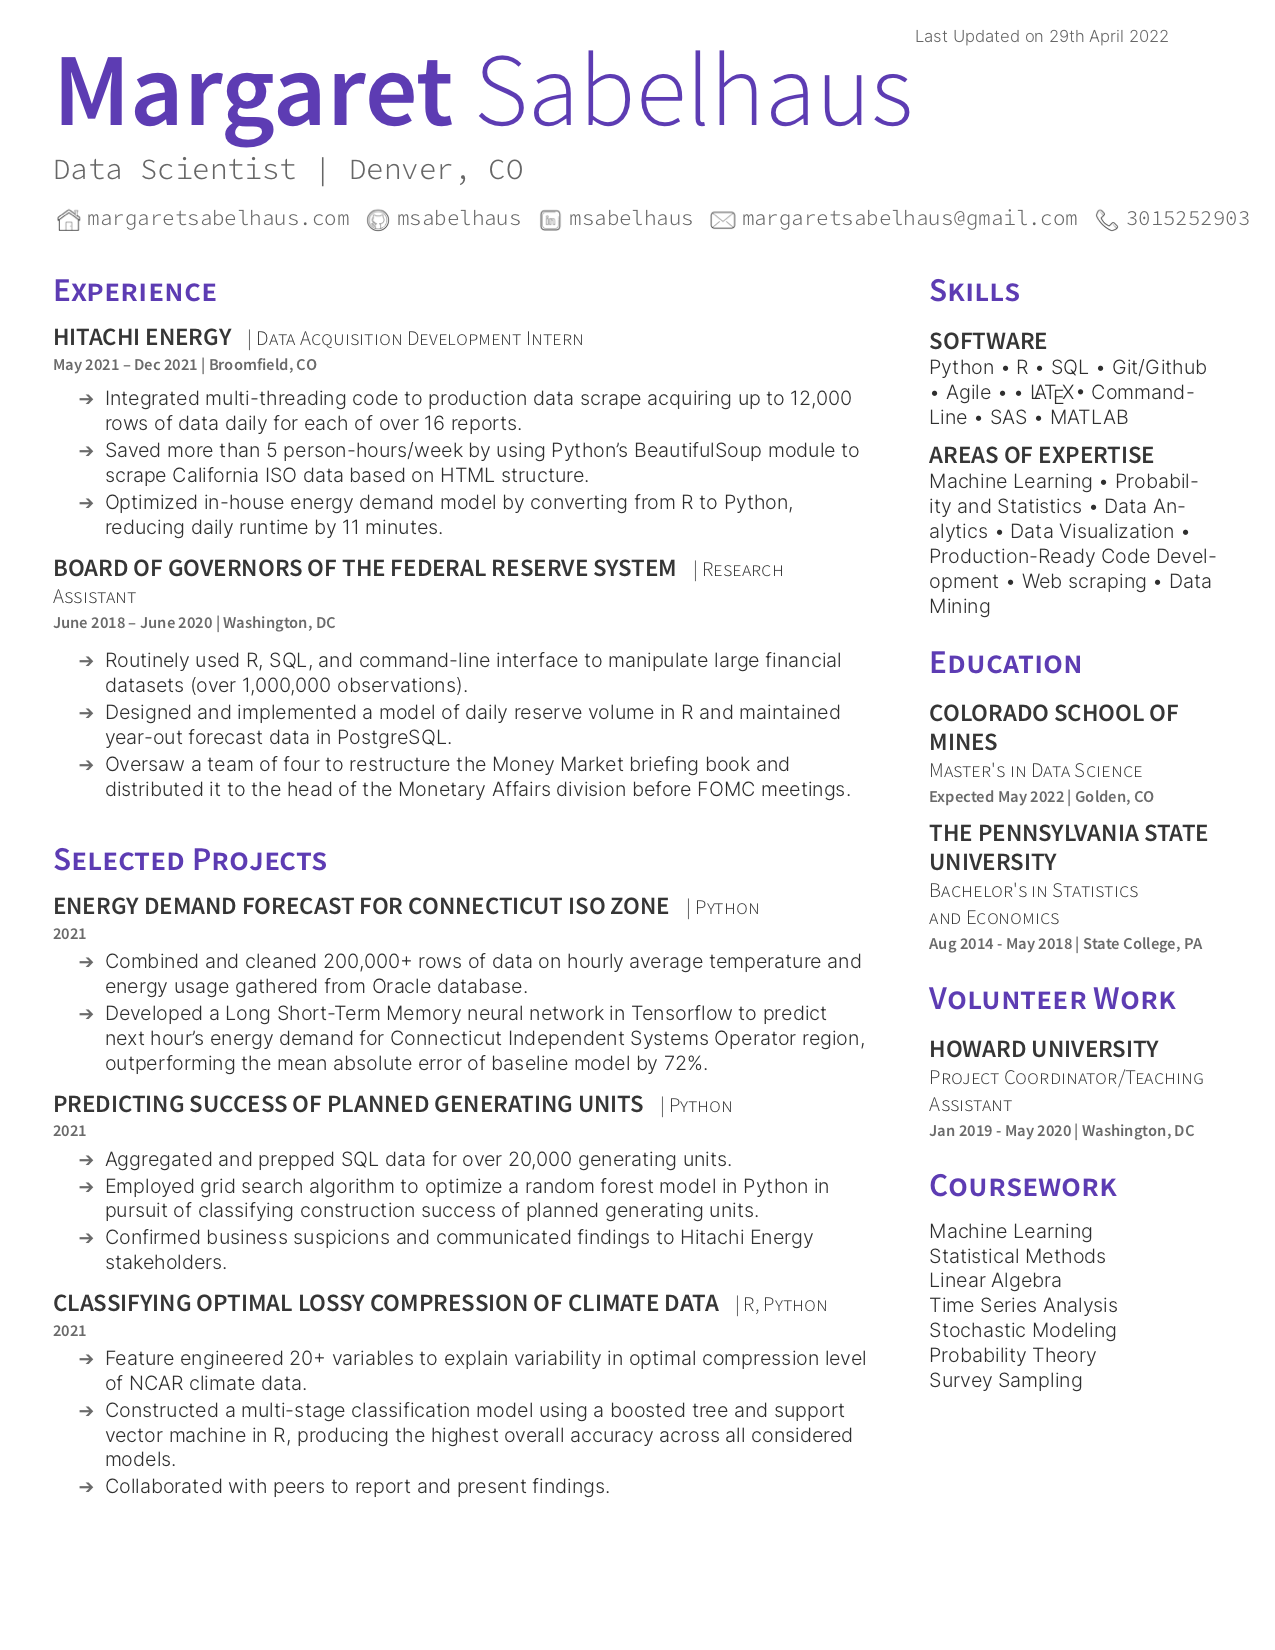 Last Updated on 29th April 2022
Margaret Sabelhaus
Data Scientist | Denver, CO
margaretsabelhaus.com msabelhaus msabelhaus margaretsabelhaus@gmail.com 3015252903
Experience
HITACHI ENERGY | Data Acquisition Development Intern
May 2021 – Dec 2021 | Broomfield, CO
➔ Integrated multi-threading code to production data scrape acquiring up to 12,000
rows of data daily for each of over 16 reports.
➔ Saved more than 5 person-hours/week by using Python’s BeautifulSoup module to
scrape California ISO data based on HTML structure.
➔ Optimized in-house energy demand model by converting from R to Python,
reducing daily runtime by 11 minutes.
BOARD OF GOVERNORS OF THE FEDERAL RESERVE SYSTEM | Research
Assistant
June 2018 – June 2020 | Washington, DC
➔ Routinely used R, SQL, and command-line interface to manipulate large financial
datasets (over 1,000,000 observations).
➔ Designed and implemented a model of daily reserve volume in R and maintained
year-out forecast data in PostgreSQL.
➔ Oversaw a team of four to restructure the Money Market briefing book and
distributed it to the head of the Monetary Affairs division before FOMC meetings.
Selected Projects
ENERGY DEMAND FORECAST FOR CONNECTICUT ISO ZONE | Python
2021
➔ Combined and cleaned 200,000+ rows of data on hourly average temperature and
energy usage gathered from Oracle database.
➔ Developed a Long Short-Term Memory neural network in Tensorflow to predict
next hour’s energy demand for Connecticut Independent Systems Operator region,
outperforming the mean absolute error of baseline model by 72%.
PREDICTING SUCCESS OF PLANNED GENERATING UNITS | Python
2021
➔ Aggregated and prepped SQL data for over 20,000 generating units.
➔ Employed grid search algorithm to optimize a random forest model in Python in
pursuit of classifying construction success of planned generating units.
➔ Confirmed business suspicions and communicated findings to Hitachi Energy
stakeholders.
CLASSIFYING OPTIMAL LOSSY COMPRESSION OF CLIMATE DATA | R, Python
2021
➔ Feature engineered 20+ variables to explain variability in optimal compression level
of NCAR climate data.
➔ Constructed a multi-stage classification model using a boosted tree and support
vector machine in R, producing the highest overall accuracy across all considered
models.
➔ Collaborated with peers to report and present findings.
Skills
SOFTWARE
Python • R • SQL • Git/Github
• Agile • • LATEX• Command-
Line • SAS • MATLAB
AREAS OF EXPERTISE
Machine Learning • Probabil-
ity and Statistics • Data An-
alytics • Data Visualization •
Production-Ready Code Devel-
opment • Web scraping • Data
Mining
Education
COLORADO SCHOOL OF
MINES
Master's in Data Science
Expected May 2022 | Golden, CO
THE PENNSYLVANIA STATE
UNIVERSITY
Bachelor's in Statistics
and Economics
Aug 2014 - May 2018 | State College, PA
Volunteer Work
HOWARD UNIVERSITY
Project Coordinator/Teaching
Assistant
Jan 2019 - May 2020 | Washington, DC
Coursework
Machine Learning
Statistical Methods
Linear Algebra
Time Series Analysis
Stochastic Modeling
Probability Theory
Survey Sampling